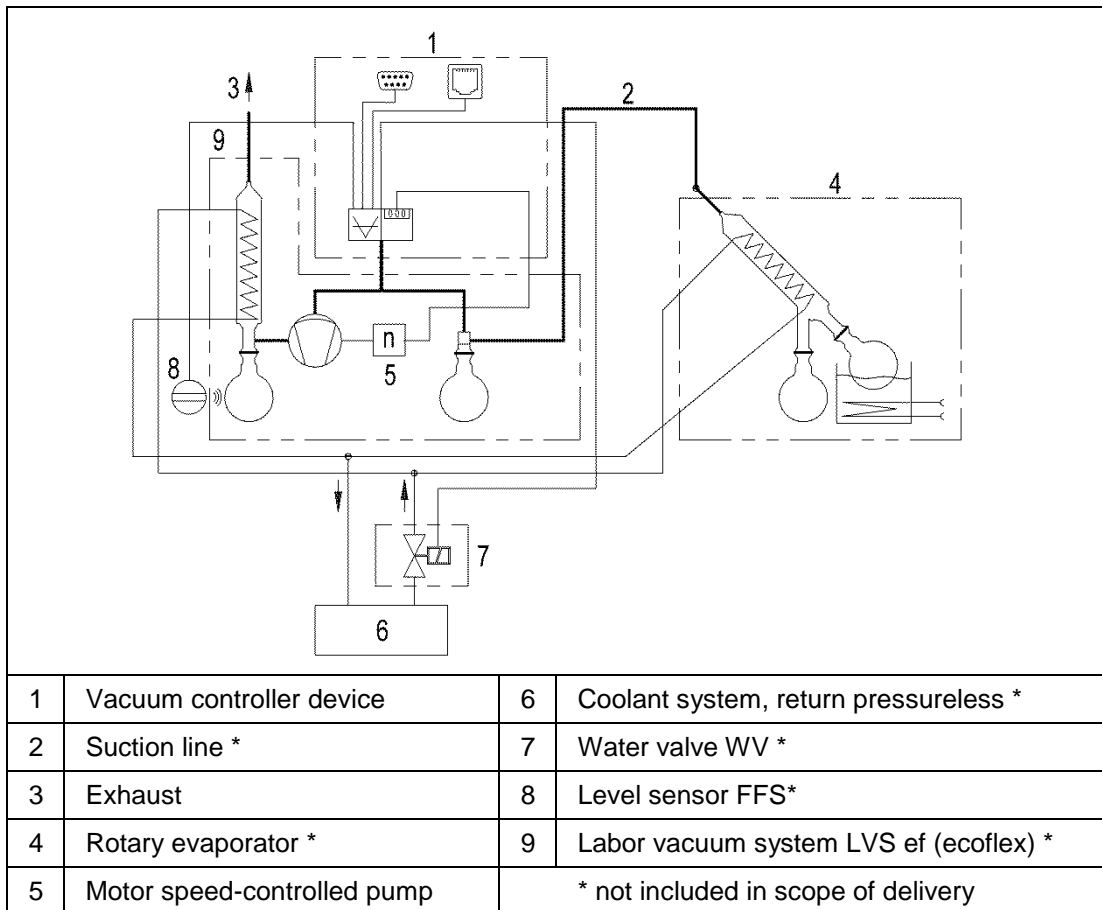 1
3
2
9
4
n
8
5
7
6
1 Vacuum controller device 6 Coolant system, return pressureless *
2 Suction line * 7 Water valve WV *
3 Exhaust 8 Level sensor FFS*
4 Rotary evaporator * 9 Labor vacuum system LVS ef (ecoflex) *
5 Motor speed-controlled pump * not included in scope of delivery